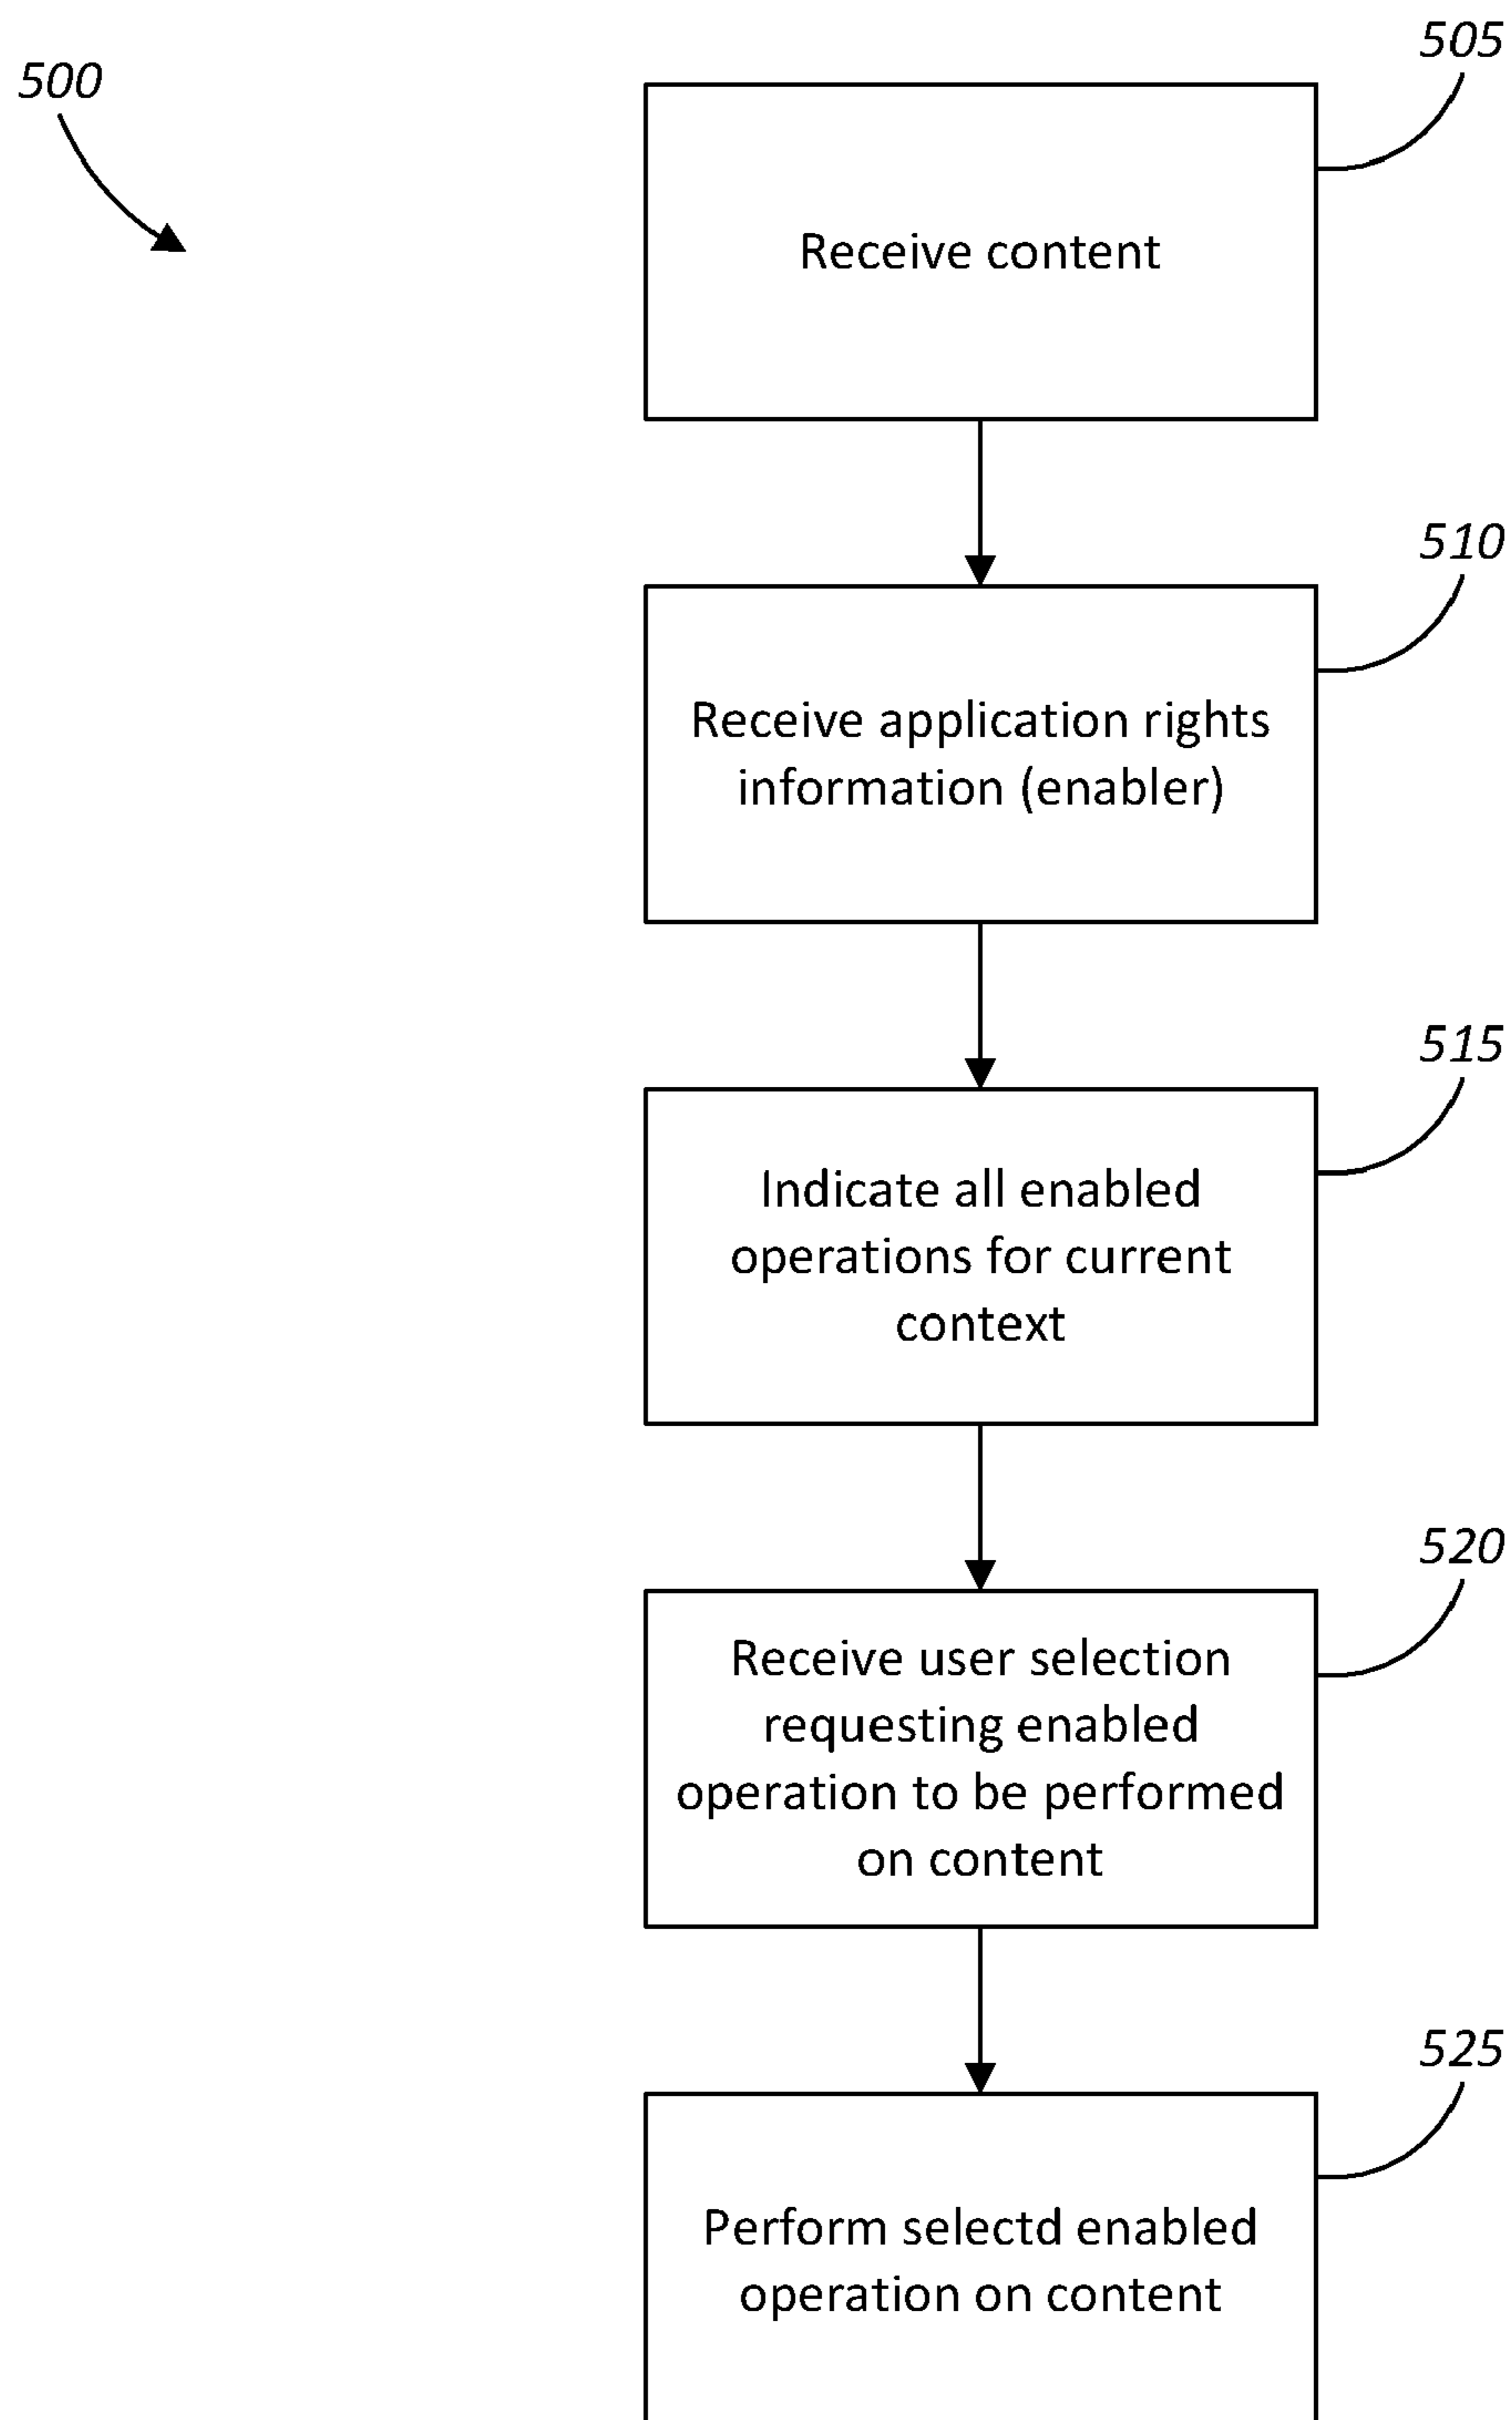 500
505
Receive content
510
Receive application rights
information (enabler)
515
Indicate all enabled
operations for current
context
520
Receive user selection
requesting enabled
operation to be performed
on content
525
Perform selectd enabled
operation on content